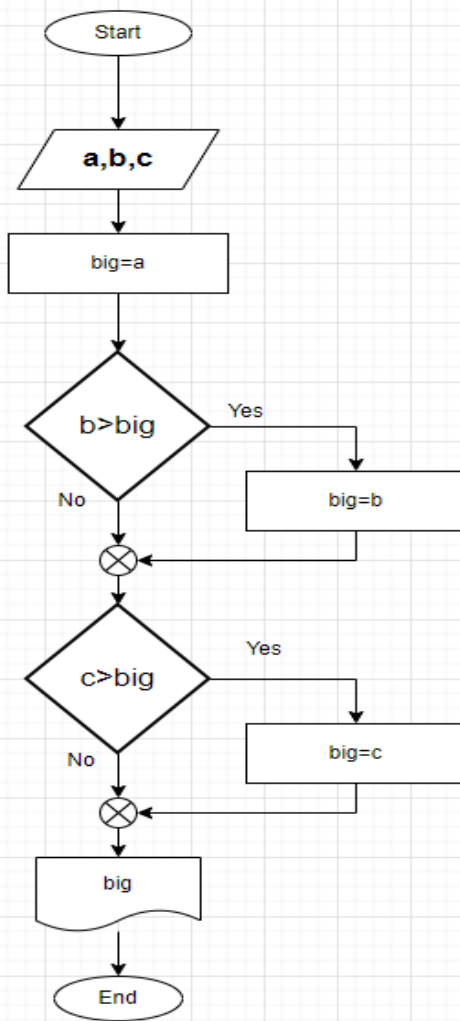 Start
a,b,c
big=a
b>big
Yes
No
big=b
c>big
Yes
No
big=c
big
End